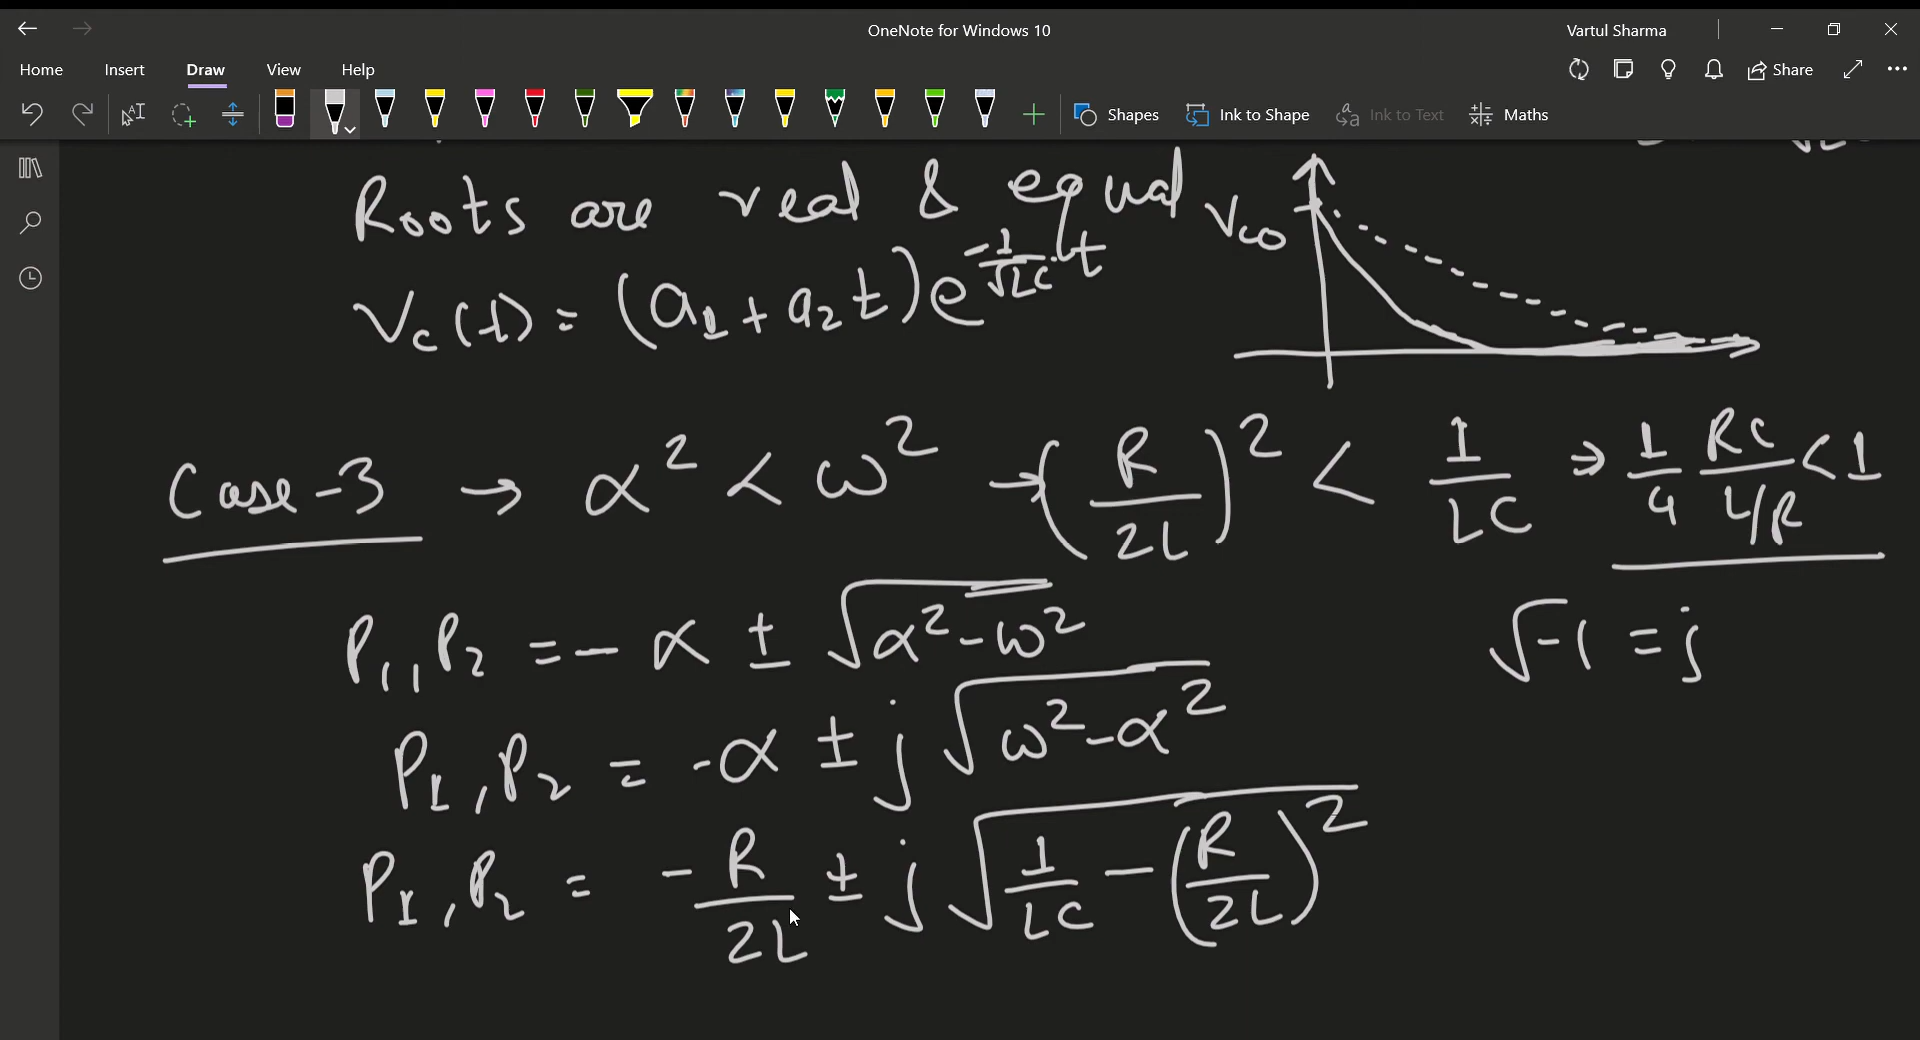 OneNote for Windows 10
Vartul Sharma
Home Insert Draw View Help
Share
Shapes Ink to Shape Ink to Text Maths
Roots are real & equal
Vc(t) = (a1 + a2 t) e^(-1/√LC · t)
Vco
Case-3 → α² < ω² → (R/2L)² < 1/LC ⇒ 1/4 RC/(L/R) < 1
P1, P2 = - α ± √(α² - ω²)
√-1 = j
P1, P2 = -α ± j √(ω² - α²)
P1, P2 = - R/2L ± j √(1/LC - (R/2L)²)